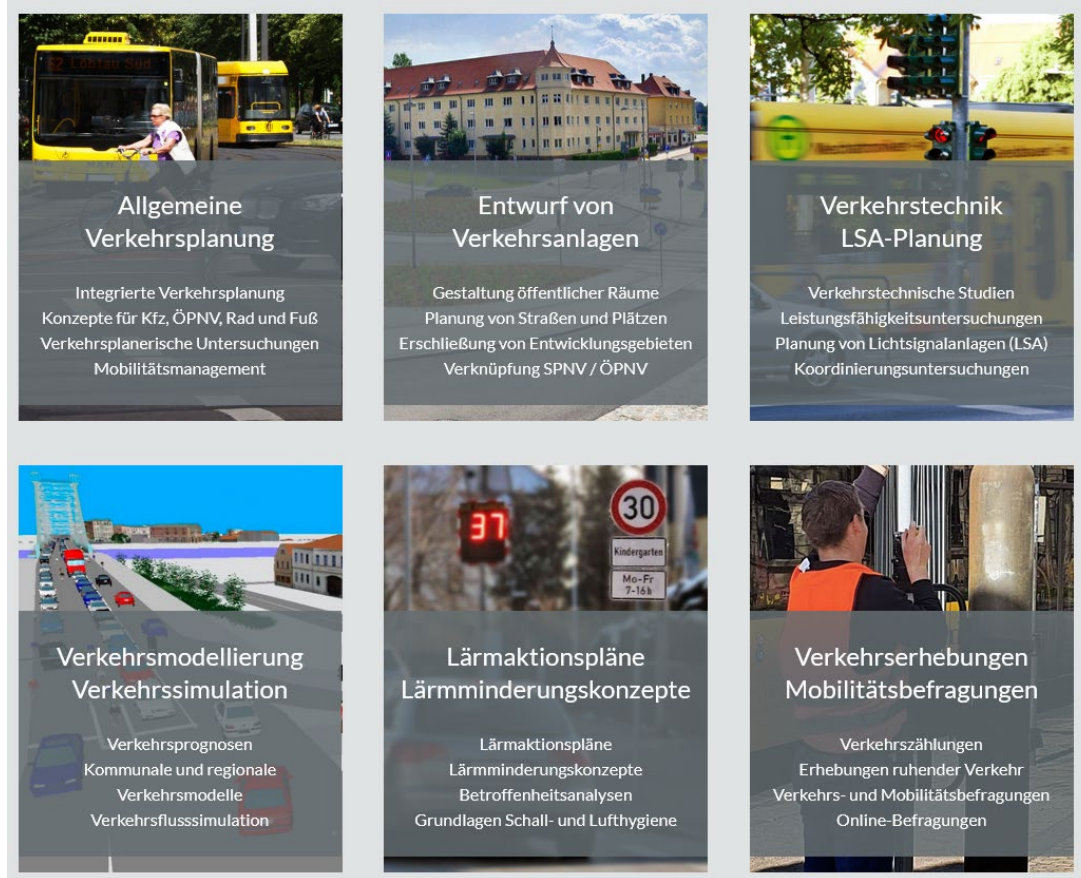 62 Löbtau Süd
Allgemeine
Verkehrsplanung
Integrierte Verkehrsplanung
Konzepte für Kfz, ÖPNV, Rad und Fuß
Verkehrsplanerische Untersuchungen
Mobilitätsmanagement
Entwurf von
Verkehrsanlagen
Gestaltung öffentlicher Räume
Planung von Straßen und Plätzen
Erschließung von Entwicklungsgebieten
Verknüpfung SPNV / ÖPNV
Verkehrstechnik
LSA-Planung
Verkehrstechnische Studien
Leistungsfähigkeitsuntersuchungen
Planung von Lichtsignalanlagen (LSA)
Koordinierungsuntersuchungen
Verkehrsmodellierung
Verkehrssimulation
Verkehrsprognosen
Kommunale und regionale
Verkehrsmodelle
Verkehrsflusssimulation
37
30
Kindergarten
Mo-Fr
7-16h
Lärmaktionspläne
Lärmminderungskonzepte
Lärmaktionspläne
Lärmminderungskonzepte
Betroffenheitsanalysen
Grundlagen Schall- und Lufthygiene
Verkehrserhebungen
Mobilitätsbefragungen
Verkehrszählungen
Erhebungen ruhender Verkehr
Verkehrs- und Mobilitätsbefragungen
Online-Befragungen